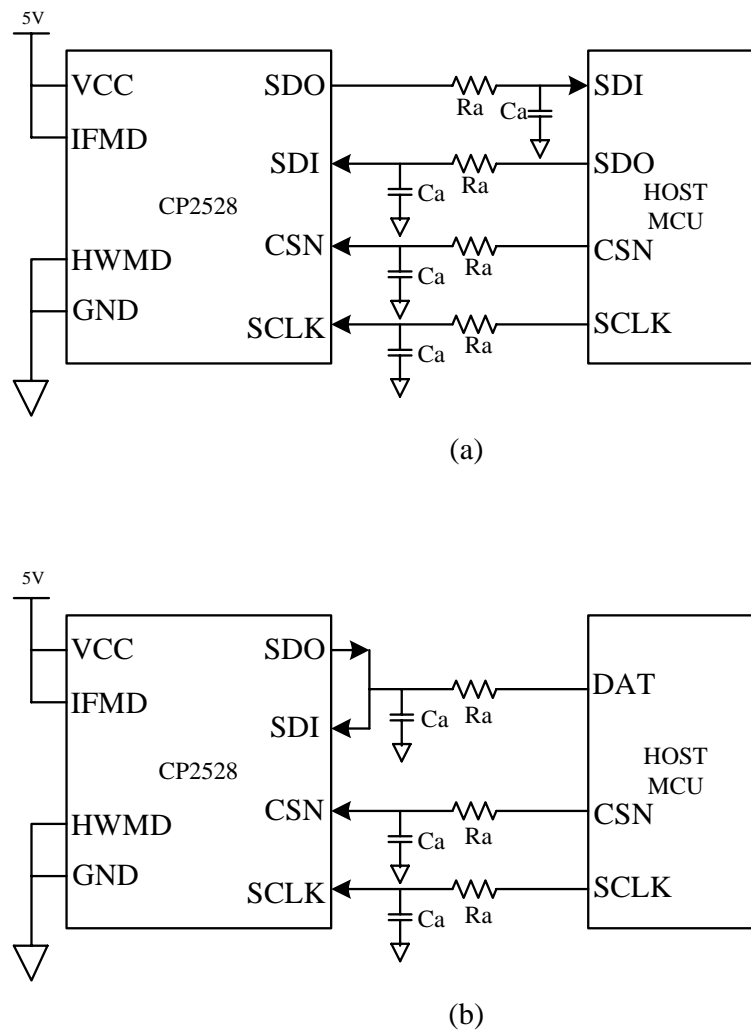 5V
VCC
SDO
Ra
Ca
SDI
IFMD
SDI
Ca
Ra
SDO
CP2528
HOST
MCU
HWMD
CSN
Ca
Ra
CSN
GND
SCLK
Ca
Ra
SCLK
(a)
5V
VCC
SDO
IFMD
SDI
Ca
Ra
DAT
CP2528
HOST
MCU
HWMD
CSN
Ca
Ra
CSN
GND
SCLK
Ca
Ra
SCLK
(b)